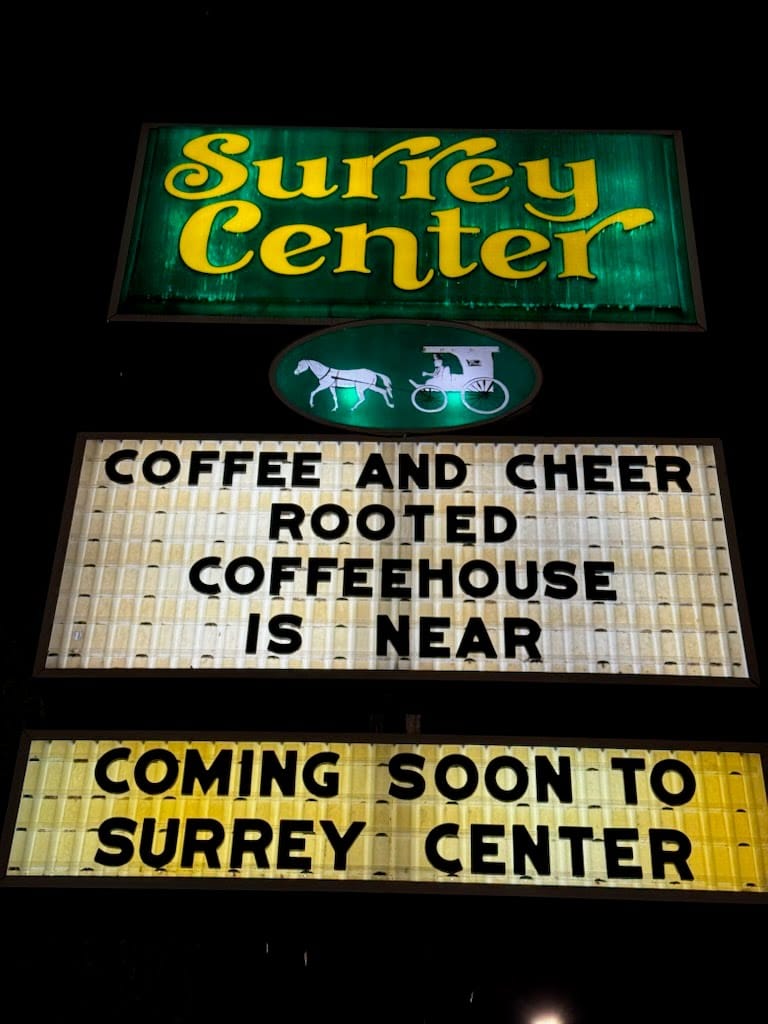 Surrey
Center
COFFEE AND CHEER
ROOTED
COFFEEHOUSE
IS NEAR
COMING SOON TO
SURREY CENTER